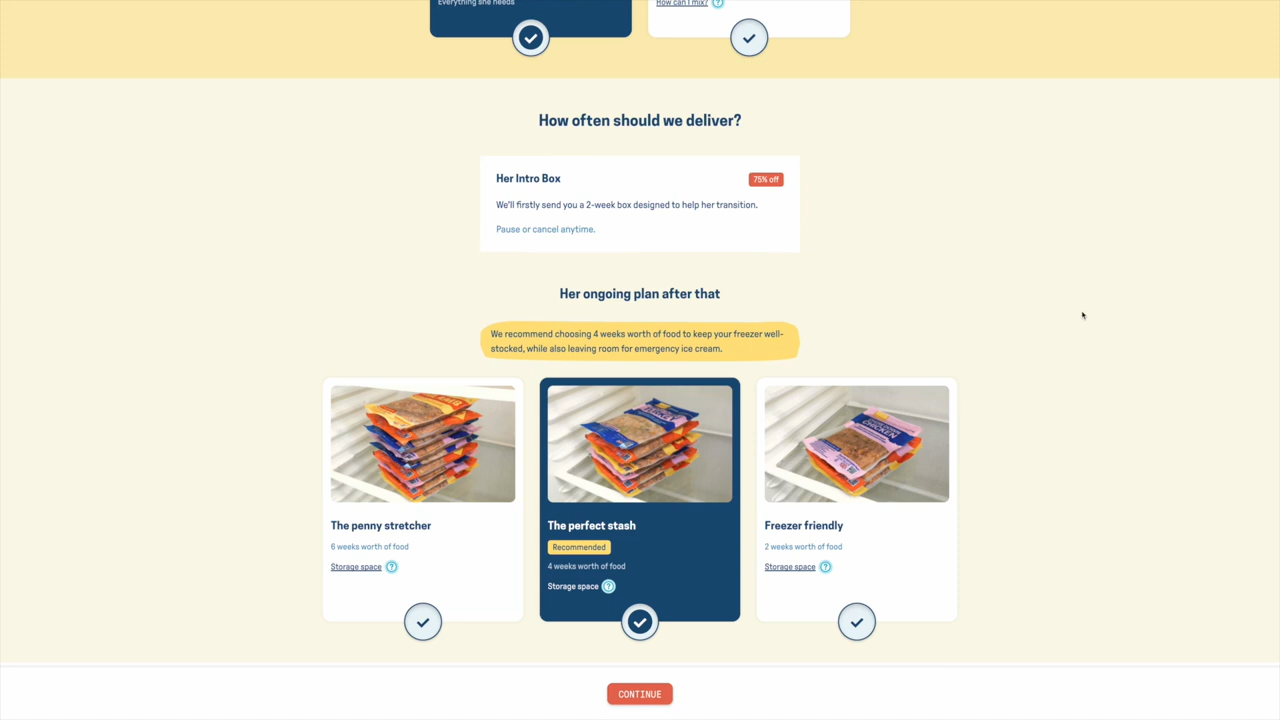 Everything she needs
How can I mix? ?
How often should we deliver?
Her Intro Box
75% off
We'll firstly send you a 2-week box designed to help her transition.
Pause or cancel anytime.
Her ongoing plan after that
We recommend choosing 4 weeks worth of food to keep your freezer well-
stocked, while also leaving room for emergency ice cream.
The penny stretcher
6 weeks worth of food
Storage space ?
The perfect stash
Recommended
4 weeks worth of food
Storage space ?
Freezer friendly
2 weeks worth of food
Storage space ?
CONTINUE